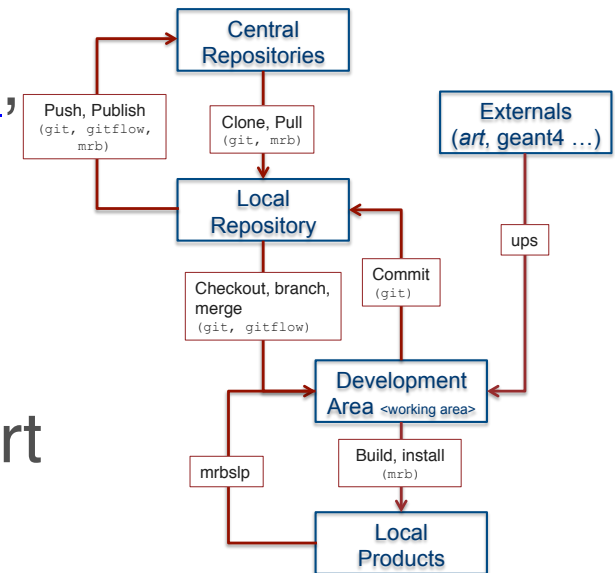 Central
Repositories
,
Push, Publish
(git, gitflow,
mrb)
Clone, Pull
(git, mrb)
Externals
(art, geant4 …)
Local
Repository
ups
Checkout, branch,
merge
(git, gitflow)
Commit
(git)
Development
Area <working area>
rt
mrbslp
Build, install
(mrb)
Local
Products